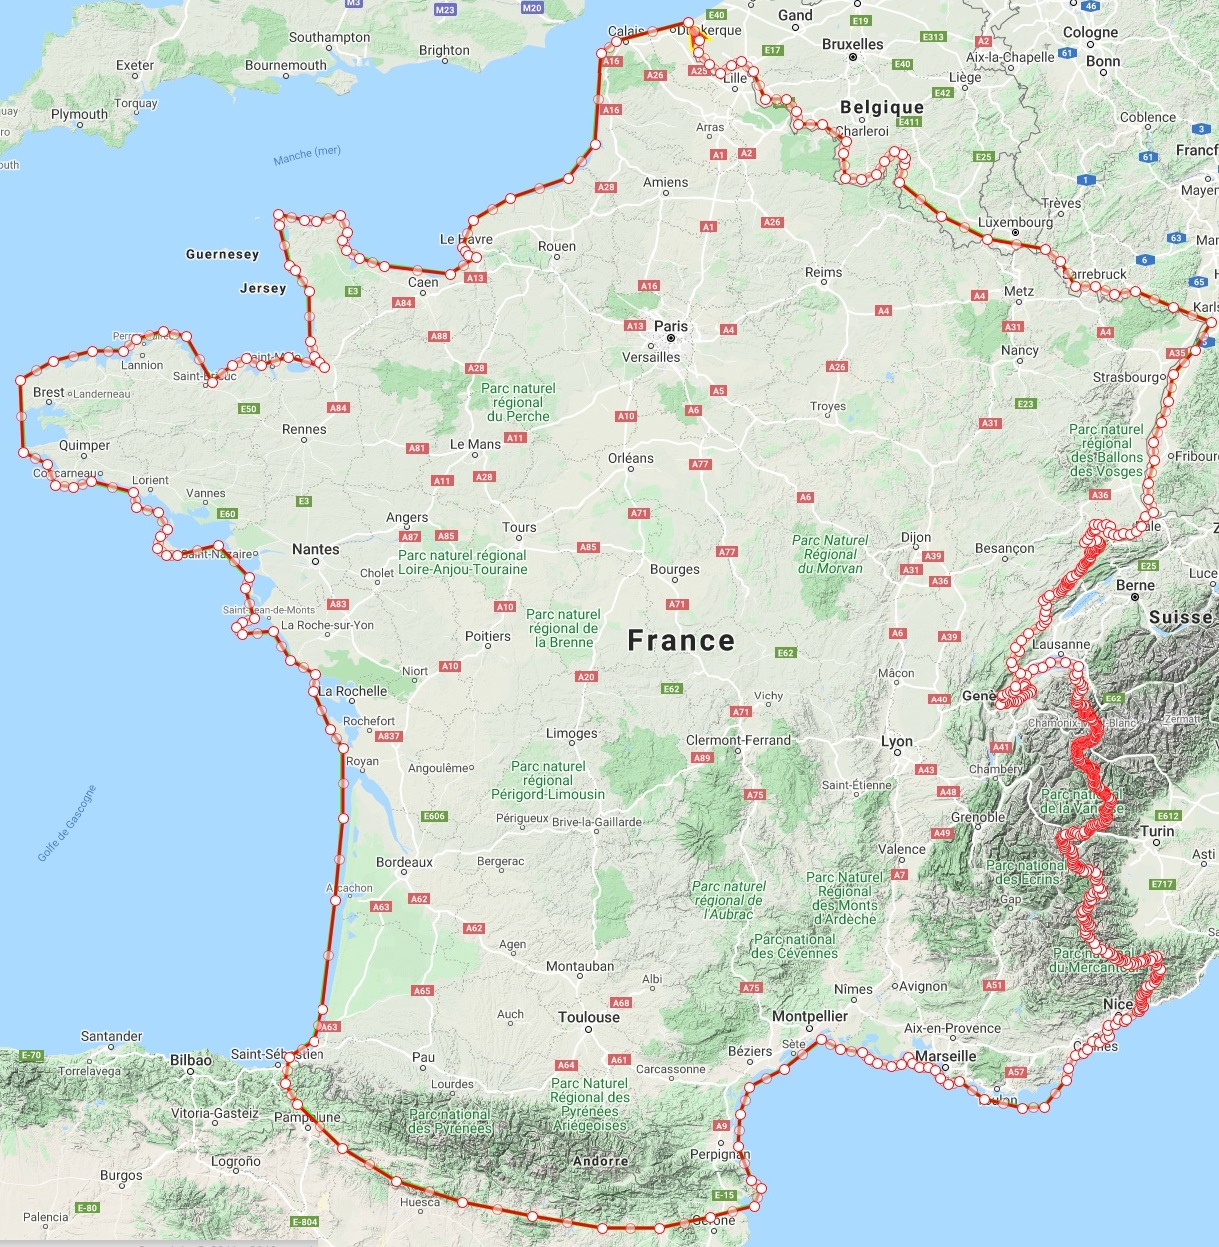 M3
M23
M20
E40
Gand
46
Cologne
Southampton
Calais
Dunkerque
E19
Bruxelles
E313
A2
Exeter
Bournemouth
Brighton
E17
61
Aix-la-Chapelle
Bonn
A16
A26
A25
Lille
E40
Liège
Torquay
Plymouth
A16
Belgique
E42
Coblence
Arras
Charleroi
E411
3
Manche (mer)
A1
A2
E25
61
Francf
A28
Amiens
1
Mayen
Trèves
A26
A1
Luxembourg
Le Havre
Rouen
63
Guernesey
6
Sarrebruck
A13
Reims
65
Jersey
E3
Caen
A16
Metz
A4
Karls
A84
A4
A13
Paris
A4
A31
A4
A88
Versailles
Nancy
A35
Lannion
Saint-Malo
A28
A26
Saint-Brieuc
Strasbourg
Brest
Landerneau
Parc naturel
régional
du Perche
A5
E50
A84
A10
A6
Troyes
E23
A31
Rennes
Parc naturel
régional
des Ballons
des Vosges
Quimper
A81
Le Mans
A11
Fribourg
Concarneau
Orléans
A77
Lorient
A11
A28
A6
A36
Vannes
E3
E60
Angers
A71
A87
A85
Tours
Bâle
Saint-Nazaire
Nantes
A85
A77
Parc Naturel
Régional
du Morvan
Dijon
A39
Besançon
Parc naturel régional
Loire-Anjou-Touraine
A31
A36
E25
Cholet
Bourges
Berne
Lucer
Saint-Jean-de-Monts
A83
A10
A71
Suisse
La Roche-sur-Yon
Parc naturel
régional de
la Brenne
Poitiers
France
A6
A39
E62
Lausanne
Niort
A10
A20
Mâcon
La Rochelle
E62
Vichy
A40
Genè
E62
A71
Rochefort
Chamonix-Mont-Blanc
Zermatt
A837
Limoges
Clermont-Ferrand
Lyon
A41
Royan
Angoulême
Parc naturel
régional
Périgord-Limousin
A89
A43
Chambéry
Saint-Étienne
A48
Parc national
de la Vanoise
A75
Golfe de Gascogne
E606
Périgueux
Brive-la-Gaillarde
Grenoble
E612
A49
Turin
Bordeaux
Bergerac
Valence
Asti
Arcachon
Parc naturel
régional de
l'Aubrac
Parc Naturel
Régional
des Monts
d'Ardèche
A7
Parc national
des Écrins
E717
A63
A62
Gap
A62
Agen
Parc national
des Cévennes
Parc national
du Mercantour
Montauban
Albi
A65
A75
Nîmes
Avignon
A51
A68
Nice
Auch
Toulouse
Montpellier
A63
Aix-en-Provence
Santander
Cannes
Sète
E-70
Bilbao
Saint-Sébastien
Pau
A64
A61
Béziers
Marseille
Torrelavega
Carcassonne
A57
Lourdes
Parc Naturel
Régional des
Pyrénées
Ariégeoises
Toulon
Vitoria-Gasteiz
Pampelune
Parc national
des Pyrénées
A9
Perpignan
Logroño
Andorre
Burgos
Huesca
E-15
E-80
Palencia
E-804
Gérone